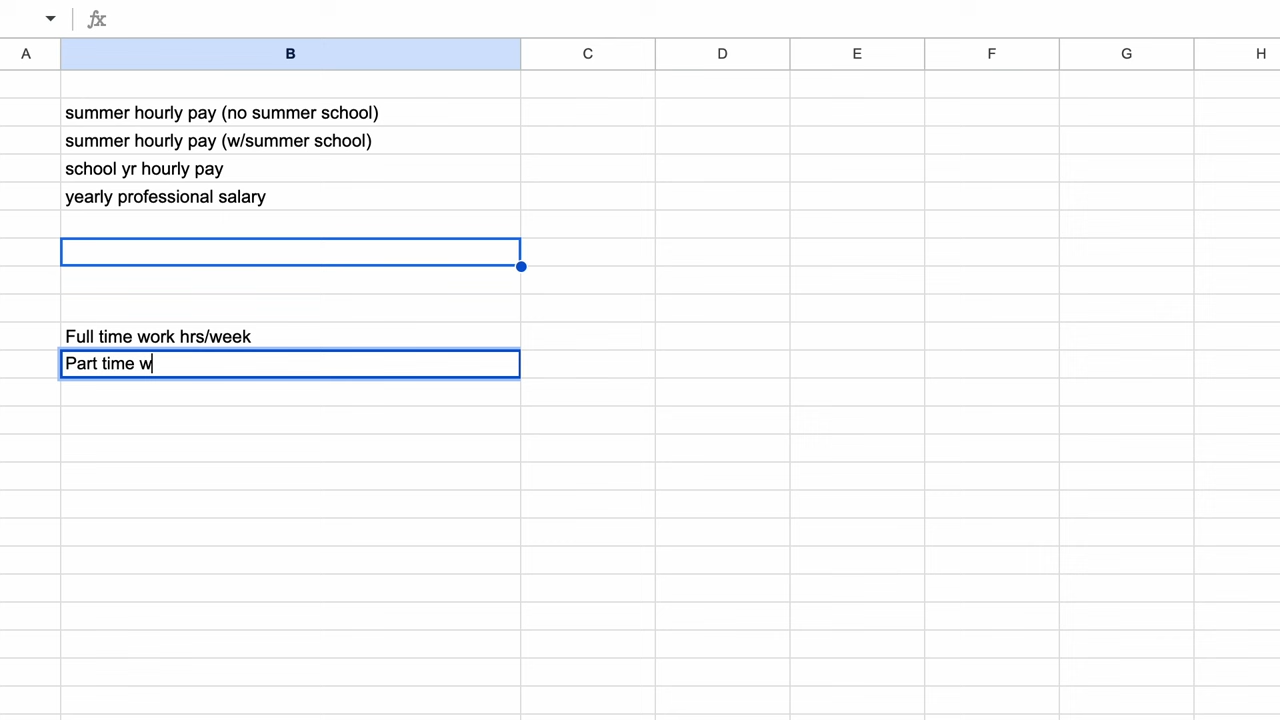 fx
A B C D E F G H
summer hourly pay (no summer school)
summer hourly pay (w/summer school)
school yr hourly pay
yearly professional salary
Full time work hrs/week
Part time w